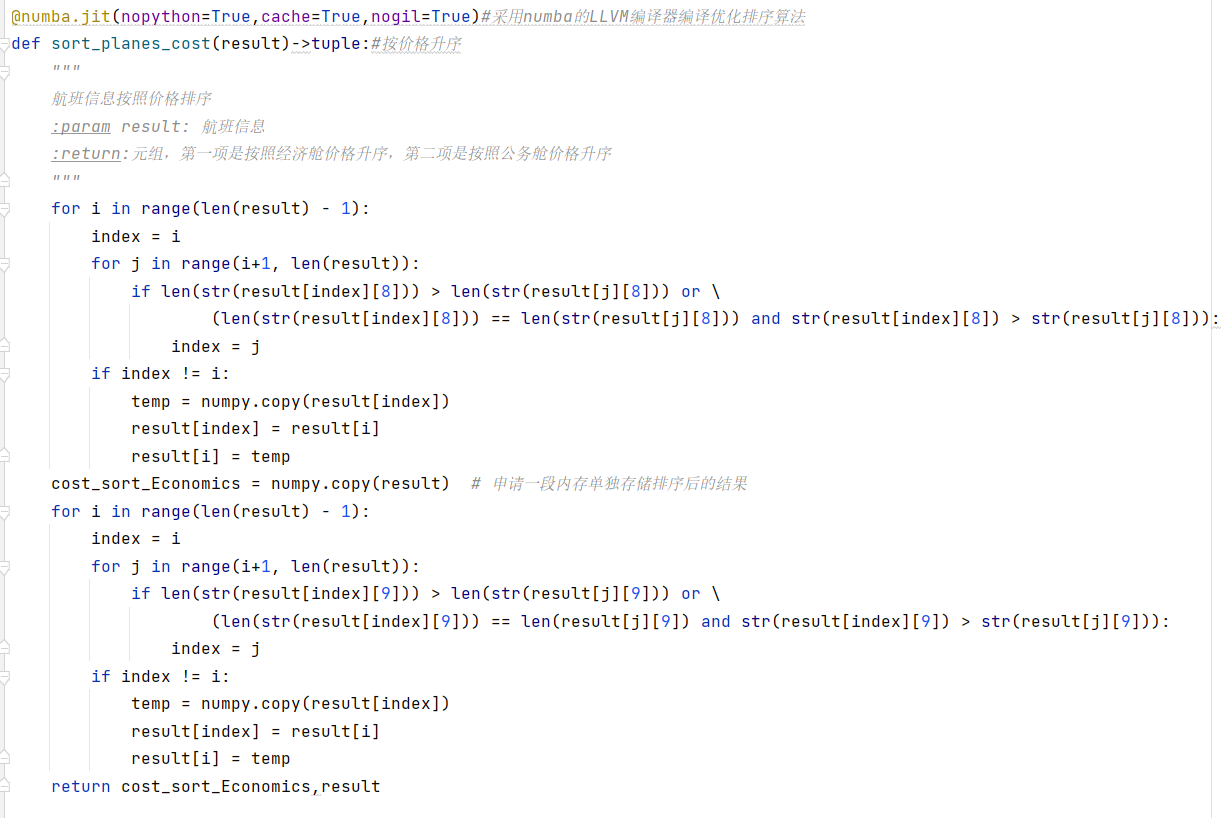 @numba.jit(nopython=True,cache=True,nogil=True)#采用numba的LLVM编译器编译优化排序算法
def sort_planes_cost(result)->tuple:#按价格升序
    """
    航班信息按照价格排序
    :param result: 航班信息
    :return:元组，第一项是按照经济舱价格升序，第二项是按照公务舱价格升序
    """
    for i in range(len(result) - 1):
        index = i
        for j in range(i+1, len(result)):
            if len(str(result[index][8])) > len(str(result[j][8])) or \
                    (len(str(result[index][8])) == len(str(result[j][8])) and str(result[index][8]) > str(result[j][8])):
                index = j
        if index != i:
            temp = numpy.copy(result[index])
            result[index] = result[i]
            result[i] = temp
    cost_sort_Economics = numpy.copy(result)  # 申请一段内存单独存储排序后的结果
    for i in range(len(result) - 1):
        index = i
        for j in range(i+1, len(result)):
            if len(str(result[index][9])) > len(str(result[j][9])) or \
                    (len(str(result[index][9])) == len(result[j][9]) and str(result[index][9]) > str(result[j][9])):
                index = j
        if index != i:
            temp = numpy.copy(result[index])
            result[index] = result[i]
            result[i] = temp
    return cost_sort_Economics,result